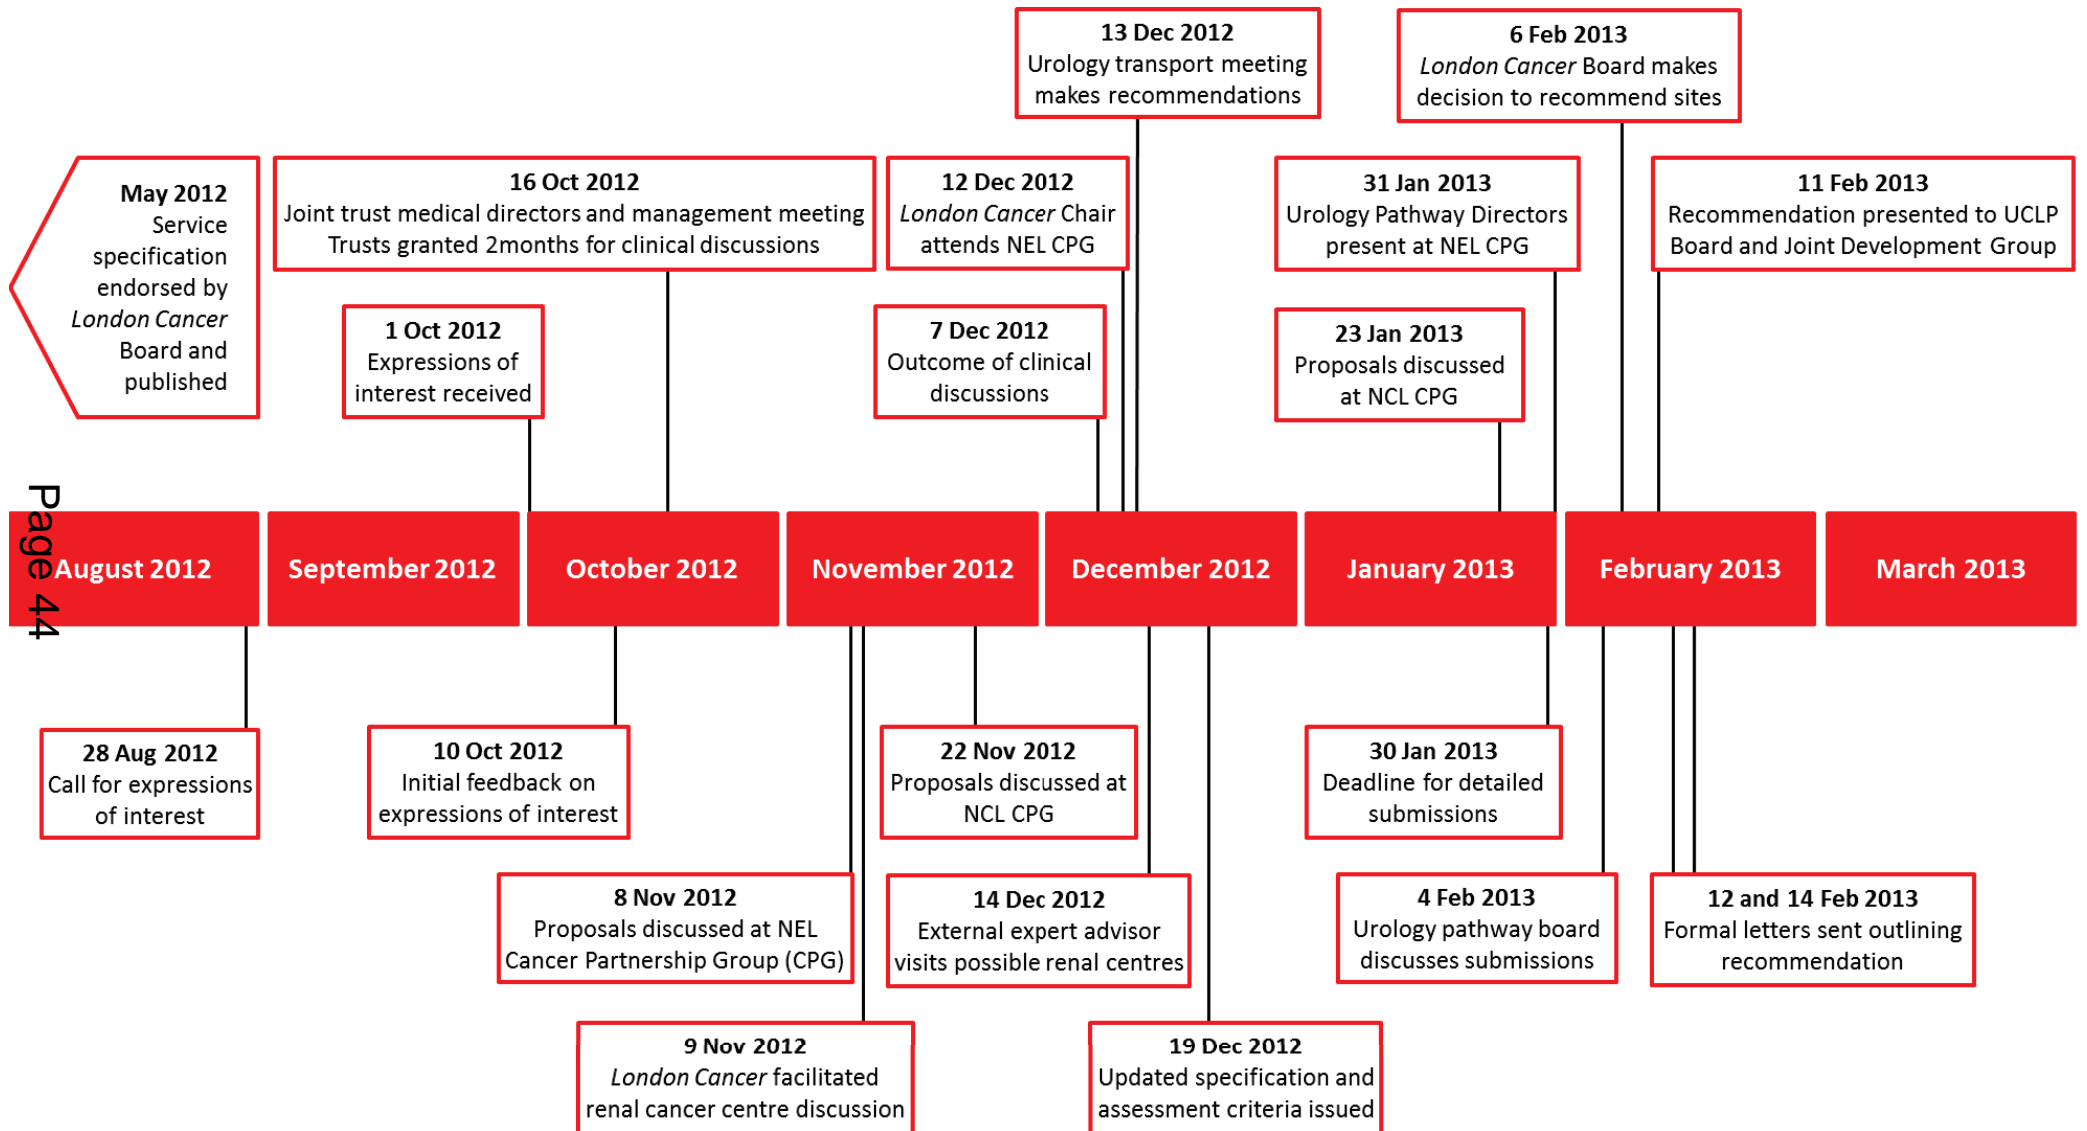 13 Dec 2012
Urology transport meeting
makes recommendations
6 Feb 2013
London Cancer Board makes
decision to recommend sites
May 2012
Service
specification
endorsed by
London Cancer
Board and
published
16 Oct 2012
Joint trust medical directors and management meeting
Trusts granted 2months for clinical discussions
12 Dec 2012
London Cancer Chair
attends NEL CPG
31 Jan 2013
Urology Pathway Directors
present at NEL CPG
11 Feb 2013
Recommendation presented to UCLP
Board and Joint Development Group
1 Oct 2012
Expressions of
interest received
7 Dec 2012
Outcome of clinical
discussions
23 Jan 2013
Proposals discussed
at NCL CPG
Page 44
August 2012
September 2012
October 2012
November 2012
December 2012
January 2013
February 2013
March 2013
28 Aug 2012
Call for expressions
of interest
10 Oct 2012
Initial feedback on
expressions of interest
22 Nov 2012
Proposals discussed at
NCL CPG
30 Jan 2013
Deadline for detailed
submissions
8 Nov 2012
Proposals discussed at NEL
Cancer Partnership Group (CPG)
14 Dec 2012
External expert advisor
visits possible renal centres
4 Feb 2013
Urology pathway board
discusses submissions
12 and 14 Feb 2013
Formal letters sent outlining
recommendation
9 Nov 2012
London Cancer facilitated
renal cancer centre discussion
19 Dec 2012
Updated specification and
assessment criteria issued